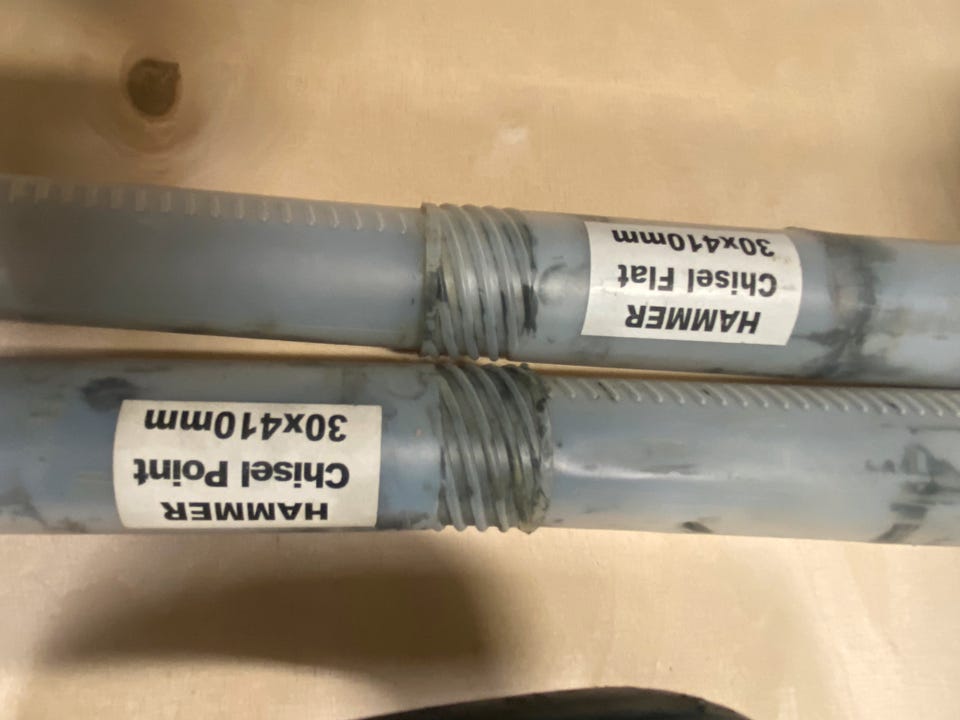 HAMMER
Chisel Flat
30x410mm
HAMMER
Chisel Point
30x410mm